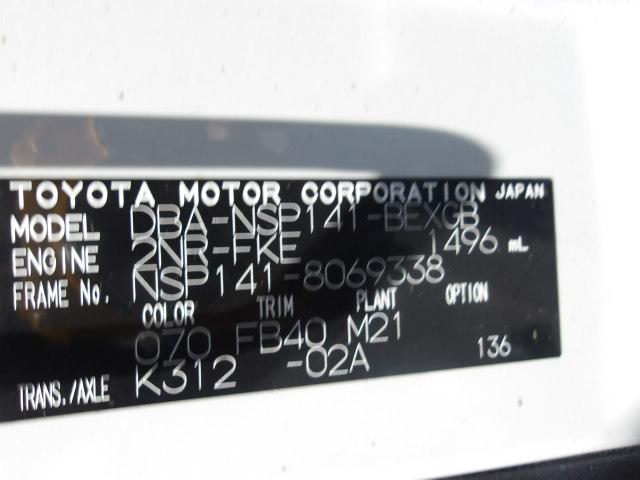 TOYOTA MOTOR CORPORATION JAPAN
MODEL DBA-NSP141-BEXGB
ENGINE 2NR-FKE 1496 mL
FRAME No. NSP141-8069338
COLOR TRIM PLANT OPTION
070 FB40 M21
TRANS./AXLE K312 -02A 136